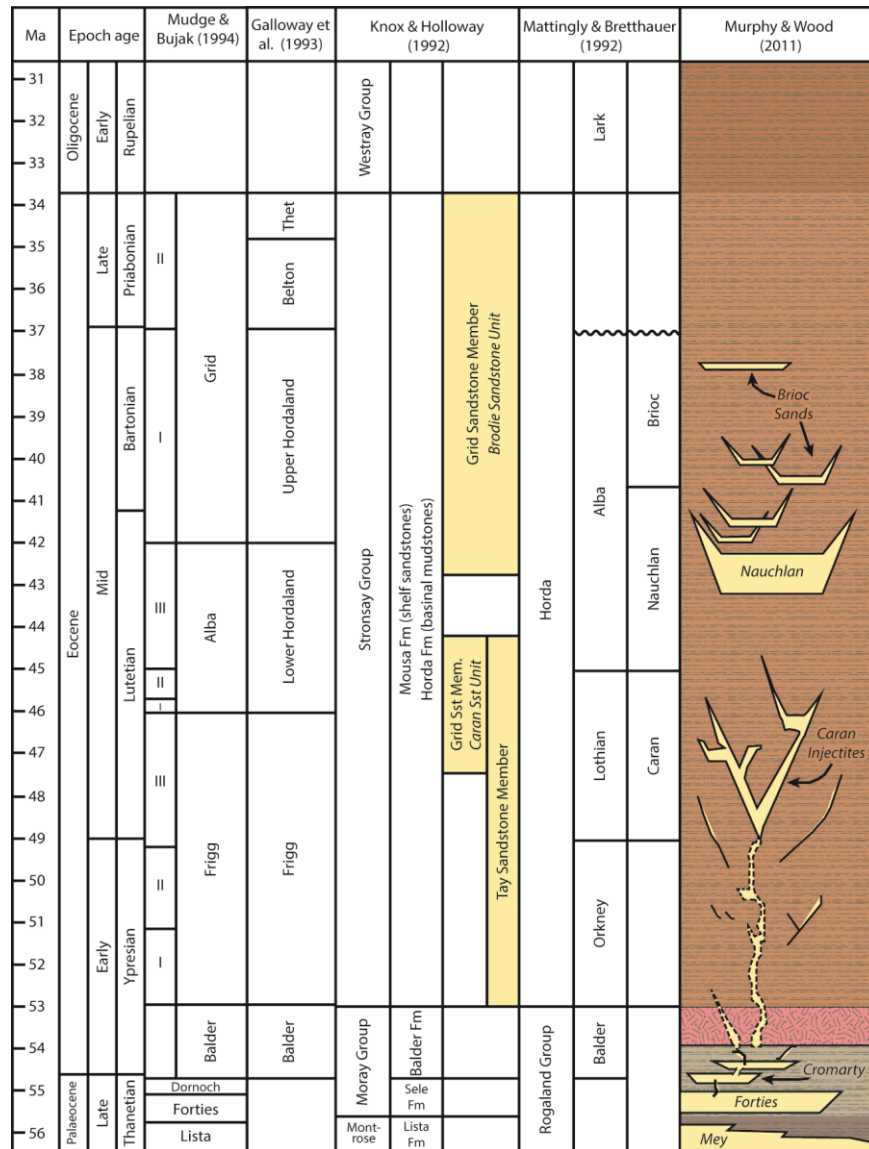 Ma
Epoch age
Mudge &
Bujak (1994)
Galloway et
al. (1993)
Knox & Holloway
(1992)
Mattingly & Bretthauer
(1992)
Murphy & Wood
(2011)
31
32
33
34
35
36
37
38
39
40
41
42
43
44
45
46
47
48
49
50
51
52
53
54
55
56
Oligocene
Eocene
Palaeocene
Early
Late
Mid
Early
Late
Rupelian
Priabonian
Bartonian
Lutetian
Ypresian
Thanetian
II
I
III
II
I
III
II
I
Grid
Alba
Frigg
Balder
Dornoch
Forties
Lista
Thet
Belton
Upper Hordaland
Lower Hordaland
Frigg
Balder
Westray Group
Stronsay Group
Moray Group
Mont-
rose
Mousa Fm (shelf sandstones)
Horda Fm (basinal mudstones)
Balder Fm
Sele
Fm
Lista
Fm
Grid Sandstone Member
Brodie Sandstone Unit
Grid Sst Mem.
Caran Sst Unit
Tay Sandstone Member
Horda
Rogaland Group
Lark
Alba
Lothian
Orkney
Balder
Brioc
Nauchlan
Caran
Brioc
Sands
Nauchlan
Caran
Injectites
Cromarty
Forties
Mey